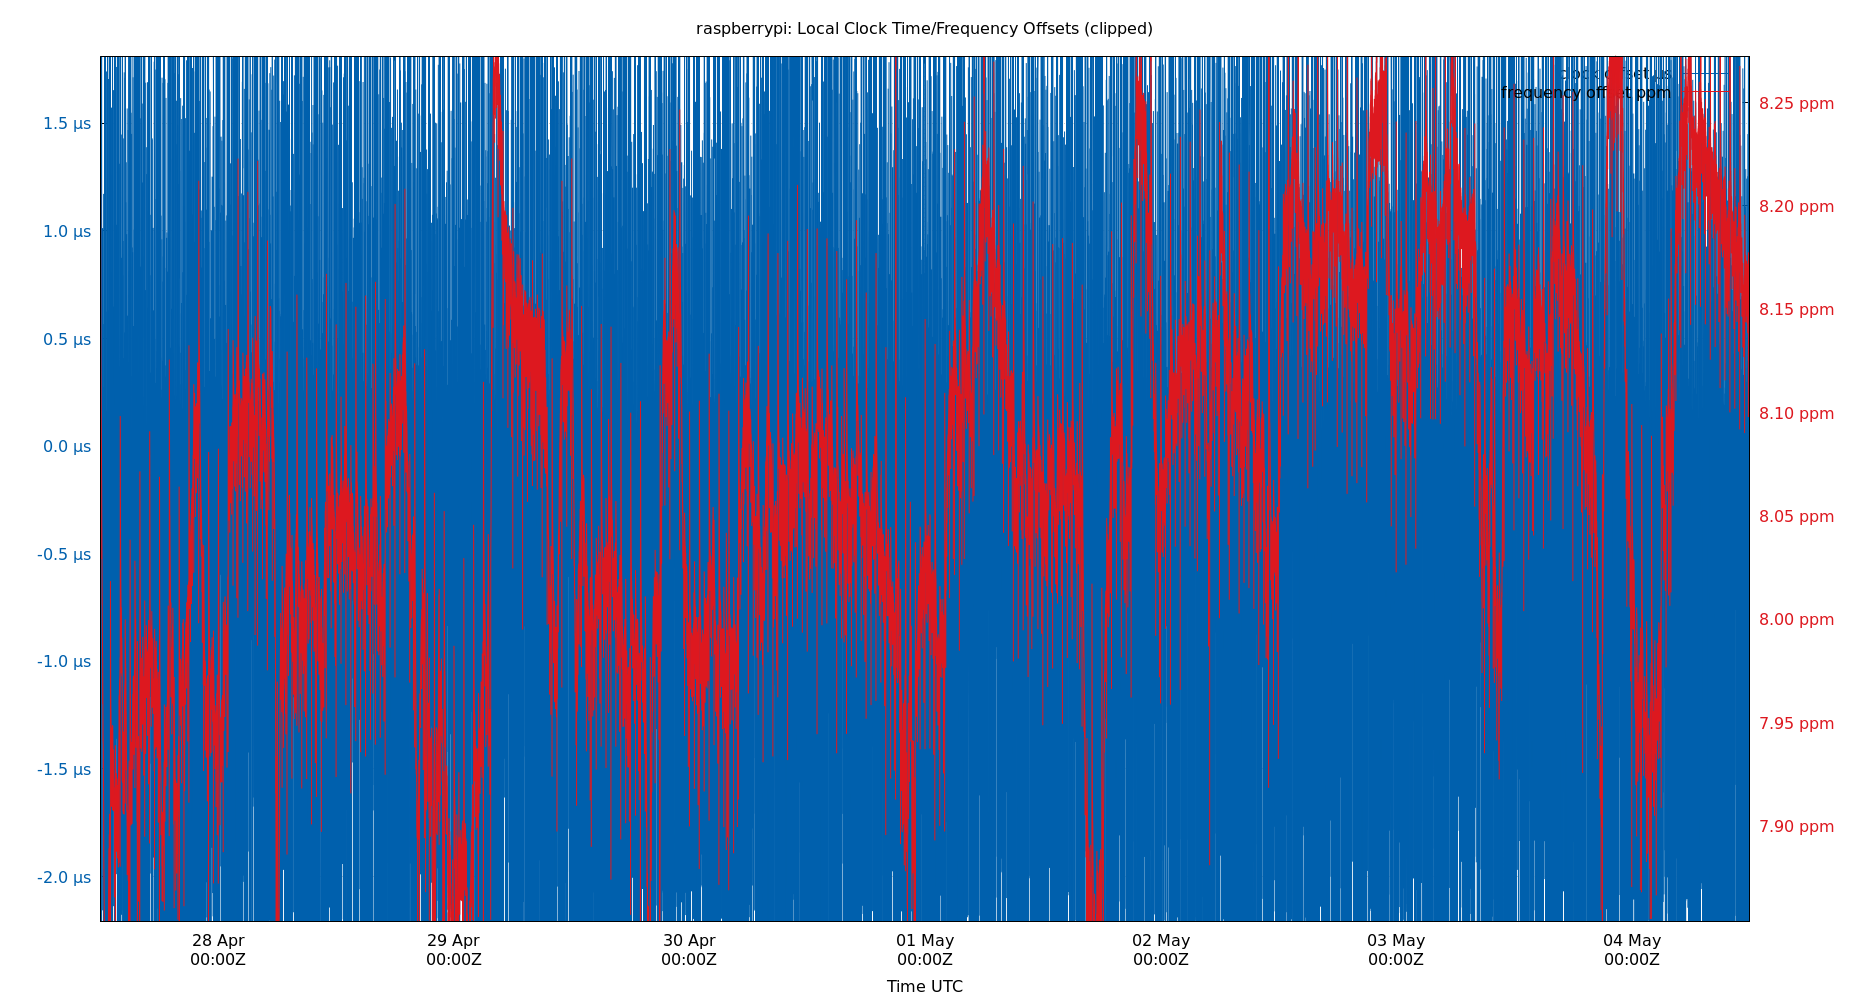 raspberrypi: Local Clock Time/Frequency Offsets (clipped)
clock offset µs
frequency offset ppm
1.5 µs
1.0 µs
0.5 µs
0.0 µs
-0.5 µs
-1.0 µs
-1.5 µs
-2.0 µs
8.25 ppm
8.20 ppm
8.15 ppm
8.10 ppm
8.05 ppm
8.00 ppm
7.95 ppm
7.90 ppm
28 Apr 29 Apr 30 Apr 01 May 02 May 03 May 04 May
00:00Z 00:00Z 00:00Z 00:00Z 00:00Z 00:00Z 00:00Z
Time UTC